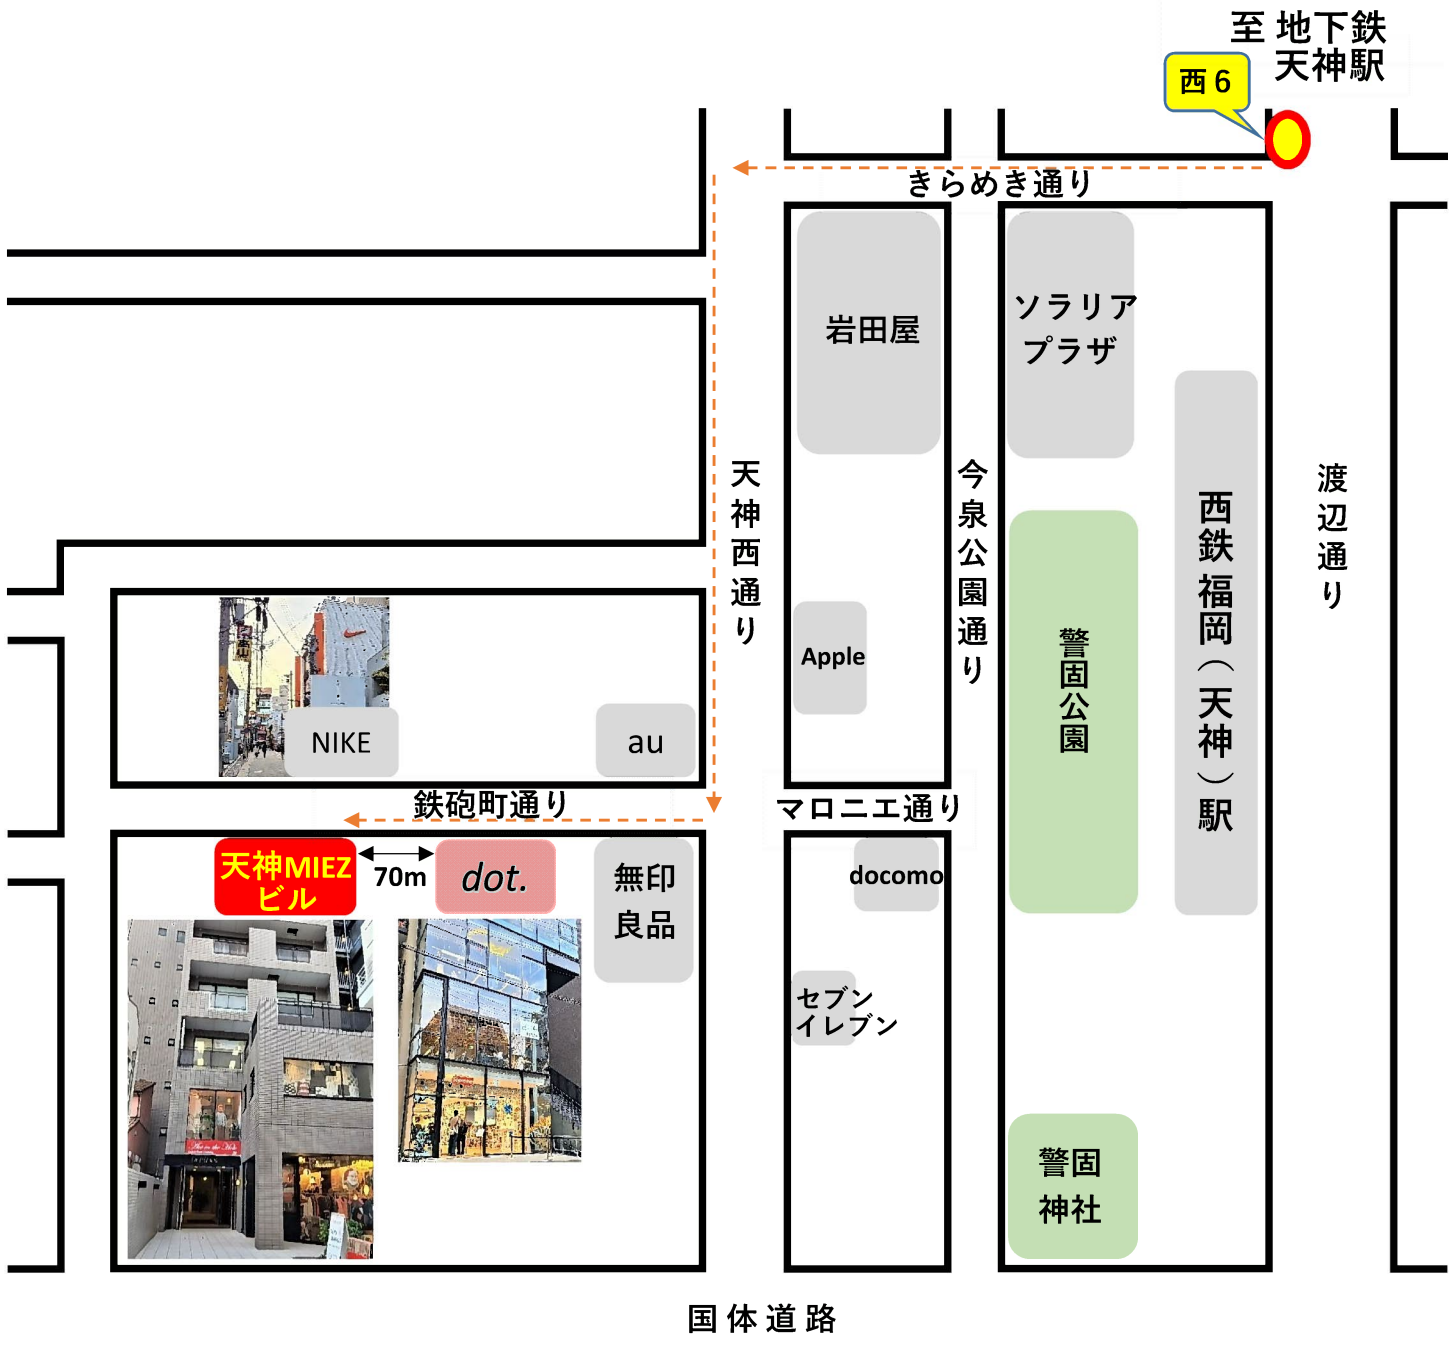 至 地下鉄
天神駅
西6
きらめき通り
岩田屋
ソラリア
プラザ
天神西通り
今泉公園通り
渡辺通り
西鉄福岡（天神）駅
警固公園
Apple
NIKE
au
鉄砲町通り
マロニエ通り
天神MIEZ
ビル
70m
dot.
無印
良品
docomo
セブン
イレブン
警固
神社
国体道路